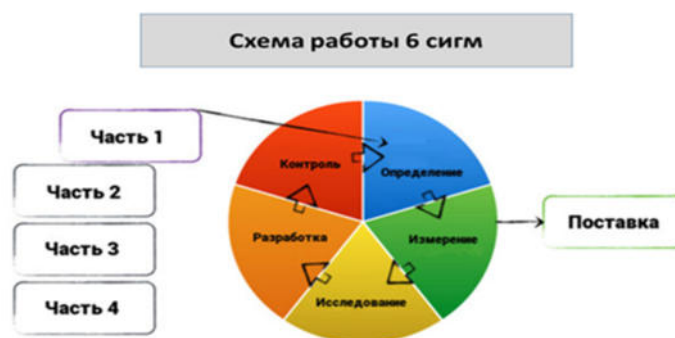 Схема работы 6 сигм
Часть 1
Часть 2
Часть 3
Часть 4
Контроль
Определение
Разработка
Измерение
Исследование
Поставка